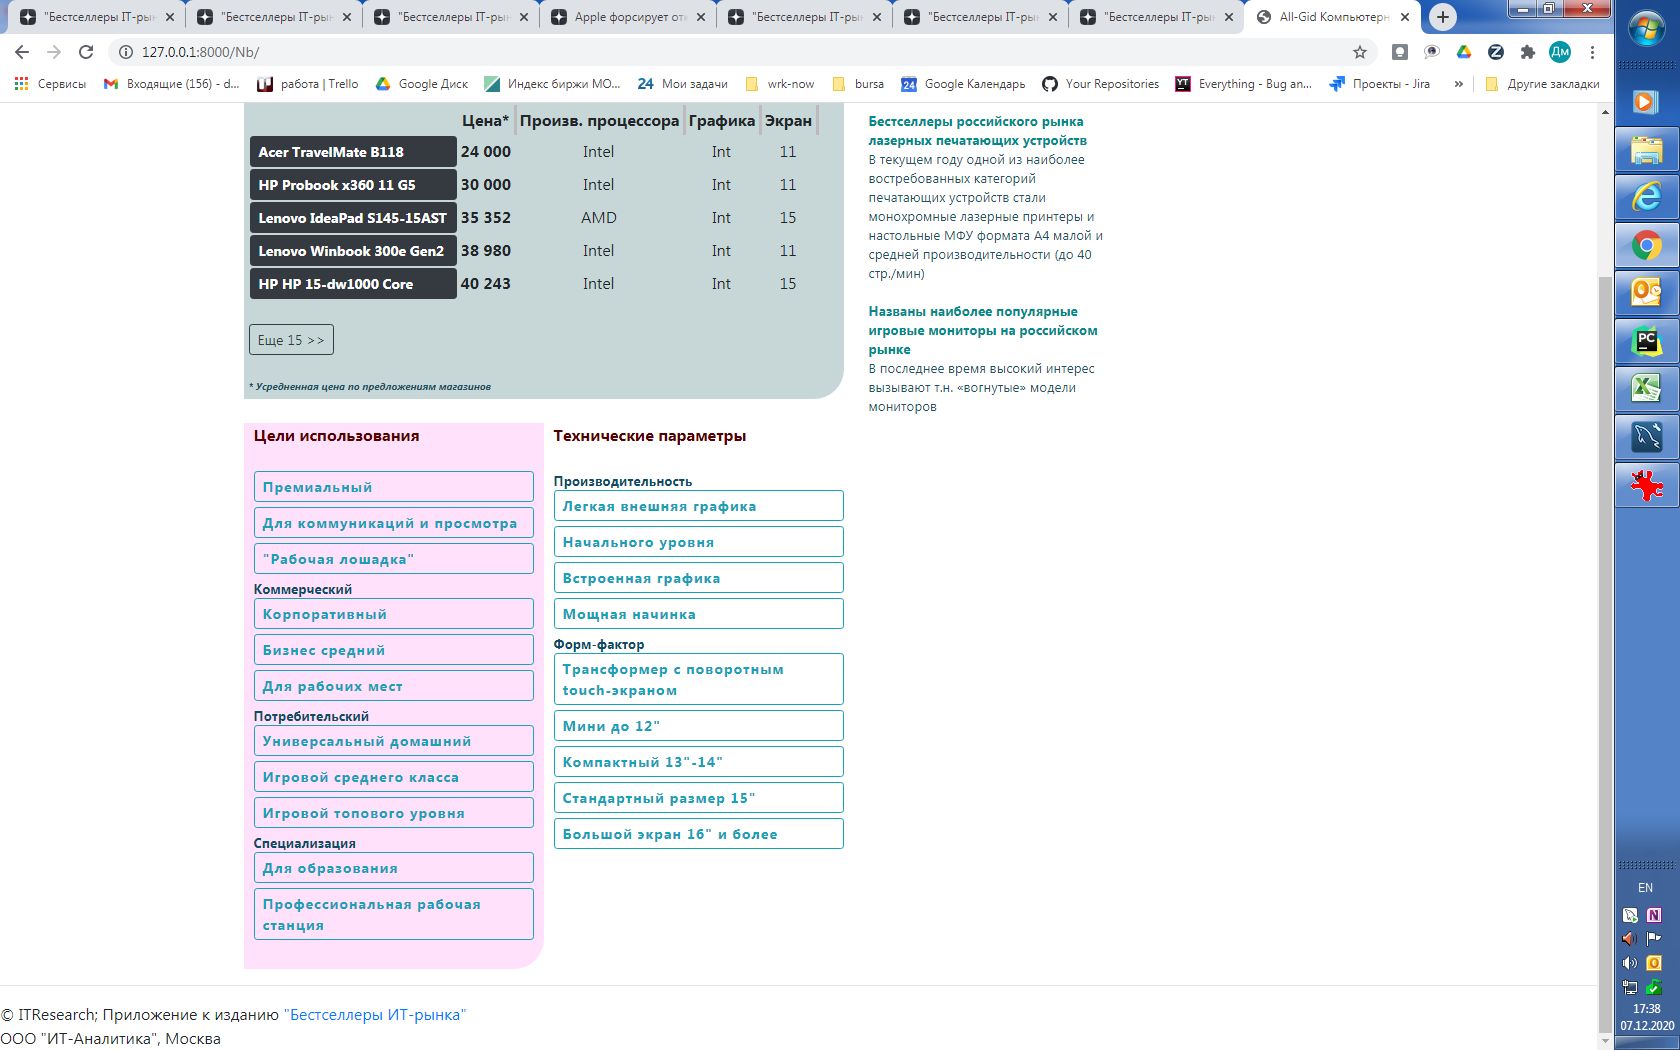 "Бестселлеры IT-рын
"Бестселлеры IT-рын
"Бестселлеры IT-рын
Apple форсирует отк
"Бестселлеры IT-рын
"Бестселлеры IT-рын
"Бестселлеры IT-рын
All-Gid Компьютерн
127.0.0.1:8000/Nb/
Дм
Сервисы
Входящие (156) - d...
работа | Trello
Google Диск
Индекс биржи МО...
24 Мои задачи
wrk-now
bursa
24 Google Календарь
Your Repositories
YT Everything - Bug an...
Проекты - Jira
»
Другие закладки
Цена* Произв. процессора Графика Экран
Acer TravelMate B118 24 000 Intel Int 11
HP Probook x360 11 G5 30 000 Intel Int 11
Lenovo IdeaPad S145-15AST 35 352 AMD Int 15
Lenovo Winbook 300e Gen2 38 980 Intel Int 11
HP HP 15-dw1000 Core 40 243 Intel Int 15
Еще 15 >>
* Усредненная цена по предложениям магазинов
Бестселлеры российского рынка
лазерных печатающих устройств
В текущем году одной из наиболее
востребованных категорий
печатающих устройств стали
монохромные лазерные принтеры и
настольные МФУ формата А4 малой и
средней производительности (до 40
стр./мин)
Названы наиболее популярные
игровые мониторы на российском
рынке
В последнее время высокий интерес
вызывают т.н. «вогнутые» модели
мониторов
Цели использования
Премиальный
Для коммуникаций и просмотра
"Рабочая лошадка"
Коммерческий
Корпоративный
Бизнес средний
Для рабочих мест
Потребительский
Универсальный домашний
Игровой среднего класса
Игровой топового уровня
Специализация
Для образования
Профессиональная рабочая
станция
Технические параметры
Производительность
Легкая внешняя графика
Начального уровня
Встроенная графика
Мощная начинка
Форм-фактор
Трансформер с поворотным
touch-экраном
Мини до 12"
Компактный 13"-14"
Стандартный размер 15"
Большой экран 16" и более
© ITResearch; Приложение к изданию "Бестселлеры ИТ-рынка"
ООО "ИТ-Аналитика", Москва
PC
EN
17:38
07.12.2020